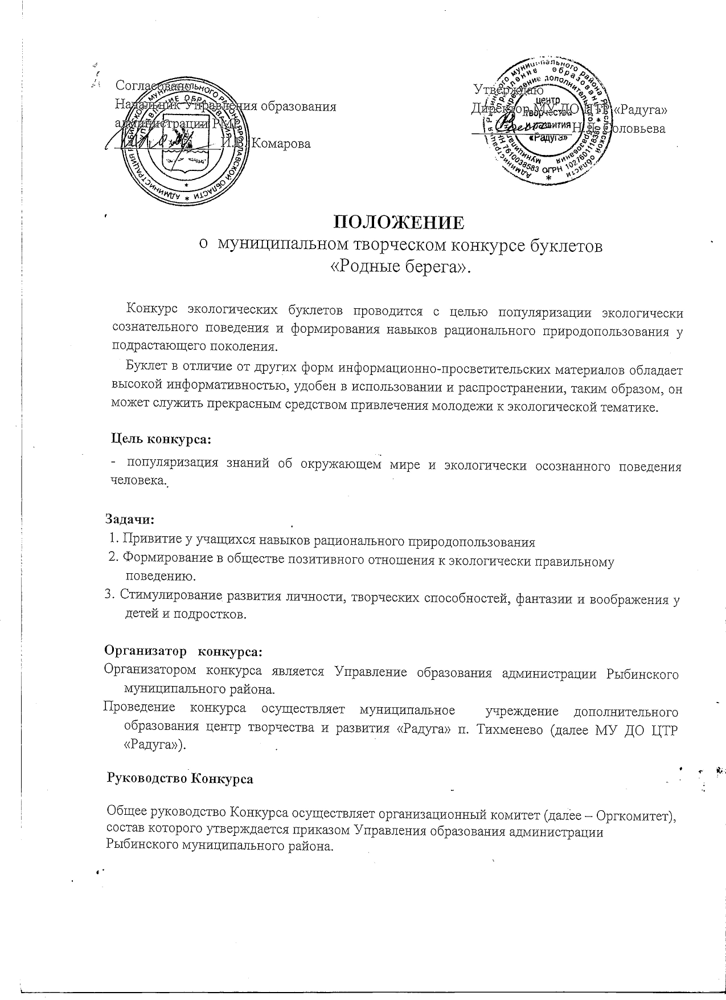 Согласовано
Начальник Управления образования
администрации РМР
И.В. Комарова
Утверждаю
Директор МУ ДО ЦТР «Радуга»
Н.Д. Соловьева
центр
творчества
и развития
«Радуга»
ИНН 7610038583 ОГРН 1027601118380
ПОЛОЖЕНИЕ
о муниципальном творческом конкурсе буклетов
«Родные берега».
Конкурс экологических буклетов проводится с целью популяризации экологически
сознательного поведения и формирования навыков рационального природопользования у
подрастающего поколения.
Буклет в отличие от других форм информационно-просветительских материалов обладает
высокой информативностью, удобен в использовании и распространении, таким образом, он
может служить прекрасным средством привлечения молодежи к экологической тематике.
Цель конкурса:
- популяризация знаний об окружающем мире и экологически осознанного поведения
человека.
Задачи:
1. Привитие у учащихся навыков рационального природопользования
2. Формирование в обществе позитивного отношения к экологически правильному
поведению.
3. Стимулирование развития личности, творческих способностей, фантазии и воображения у
детей и подростков.
Организатор конкурса:
Организатором конкурса является Управление образования администрации Рыбинского
муниципального района.
Проведение конкурса осуществляет муниципальное учреждение дополнительного
образования центр творчества и развития «Радуга» п. Тихменево (далее МУ ДО ЦТР
«Радуга»).
Руководство Конкурса
Общее руководство Конкурса осуществляет организационный комитет (далее – Оргкомитет),
состав которого утверждается приказом Управления образования администрации
Рыбинского муниципального района.